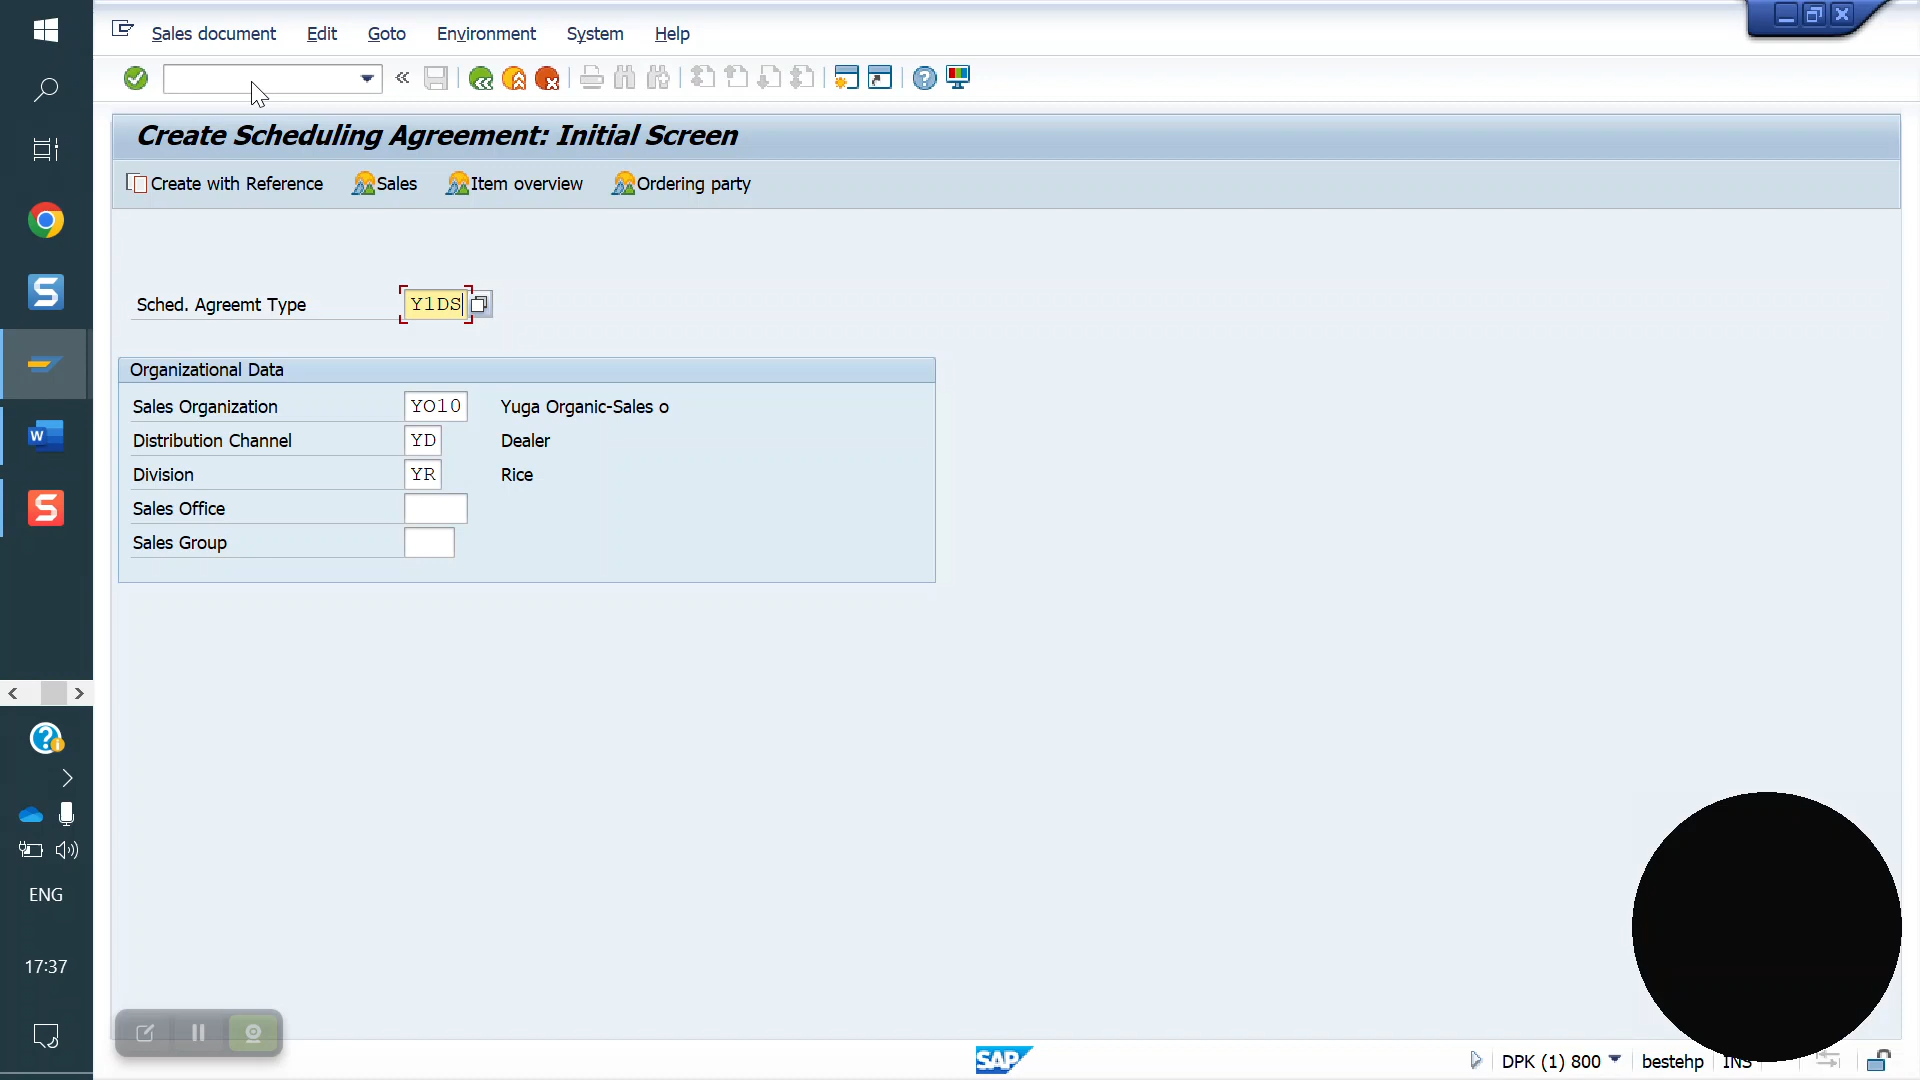 Sales document Edit Goto Environment System Help
Create Scheduling Agreement: Initial Screen
Create with Reference Sales Item overview Ordering party
Sched. Agreemt Type Y1DS
Organizational Data
Sales Organization YO10 Yuga Organic-Sales o
Distribution Channel YD Dealer
Division YR Rice
Sales Office
Sales Group
ENG
17:37
SAP DPK (1) 800 bestehp INS